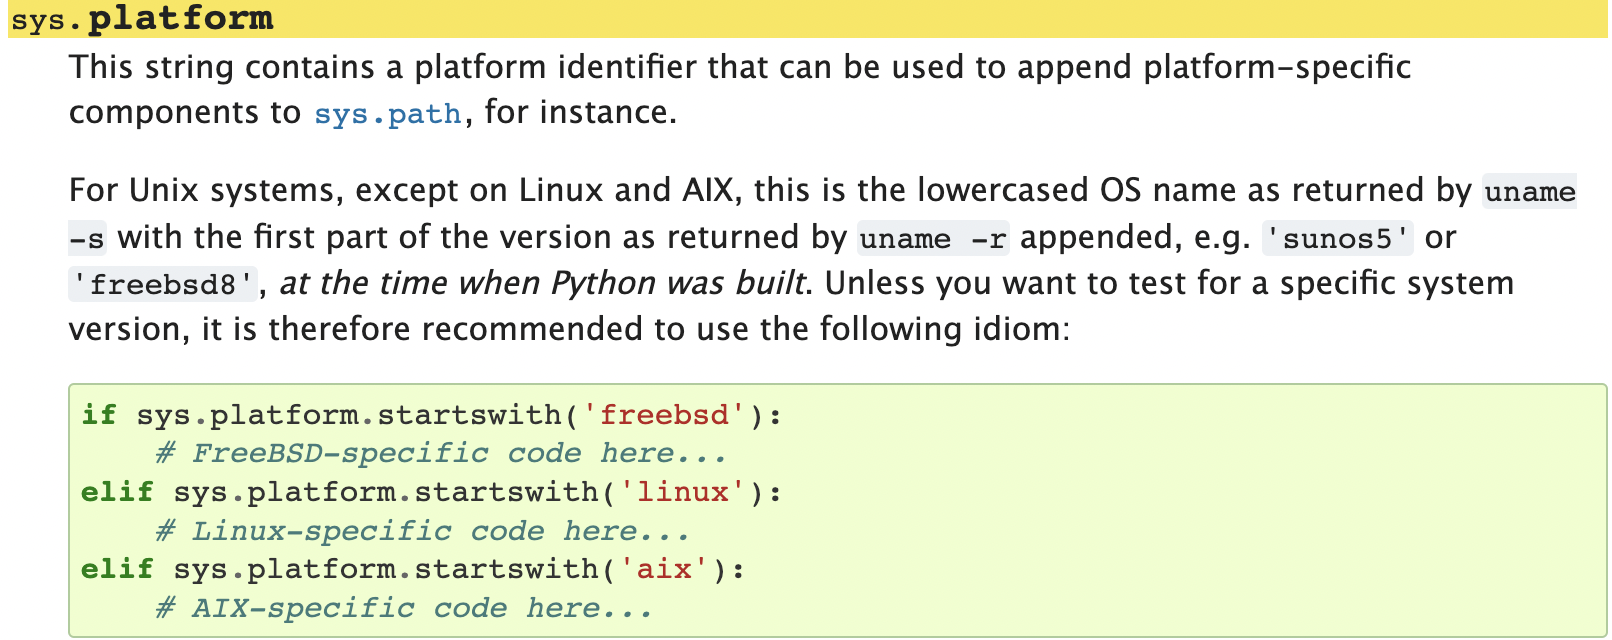 sys.platform
This string contains a platform identifier that can be used to append platform-specific
components to sys.path, for instance.
For Unix systems, except on Linux and AIX, this is the lowercased OS name as returned by uname
-s with the first part of the version as returned by uname -r appended, e.g. 'sunos5' or
'freebsd8', at the time when Python was built. Unless you want to test for a specific system
version, it is therefore recommended to use the following idiom:
if sys.platform.startswith('freebsd'):
    # FreeBSD-specific code here...
elif sys.platform.startswith('linux'):
    # Linux-specific code here...
elif sys.platform.startswith('aix'):
    # AIX-specific code here...